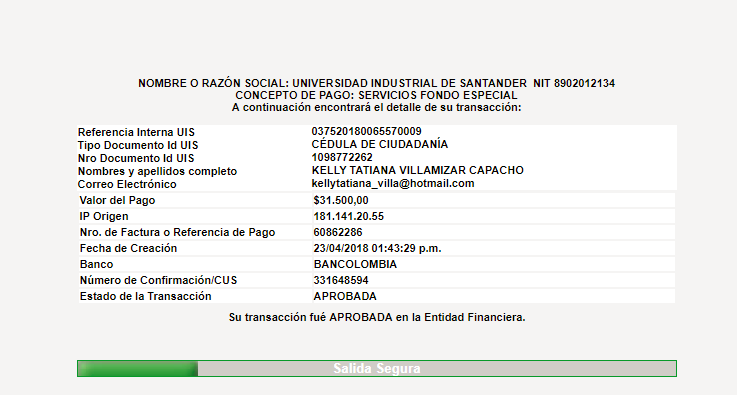 NOMBRE O RAZÓN SOCIAL: UNIVERSIDAD INDUSTRIAL DE SANTANDER NIT 8902012134
CONCEPTO DE PAGO: SERVICIOS FONDO ESPECIAL
A continuación encontrará el detalle de su transacción:
Referencia Interna UIS 037520180065570009
Tipo Documento Id UIS CÉDULA DE CIUDADANÍA
Nro Documento Id UIS 1098772262
Nombres y apellidos completo KELLY TATIANA VILLAMIZAR CAPACHO
Correo Electrónico kellytatiana_villa@hotmail.com
Valor del Pago $31.500,00
IP Origen 181.141.20.55
Nro. de Factura o Referencia de Pago 60862286
Fecha de Creación 23/04/2018 01:43:29 p.m.
Banco BANCOLOMBIA
Número de Confirmación/CUS 331648594
Estado de la Transacción APROBADA
Su transacción fué APROBADA en la Entidad Financiera.
Salida Segura